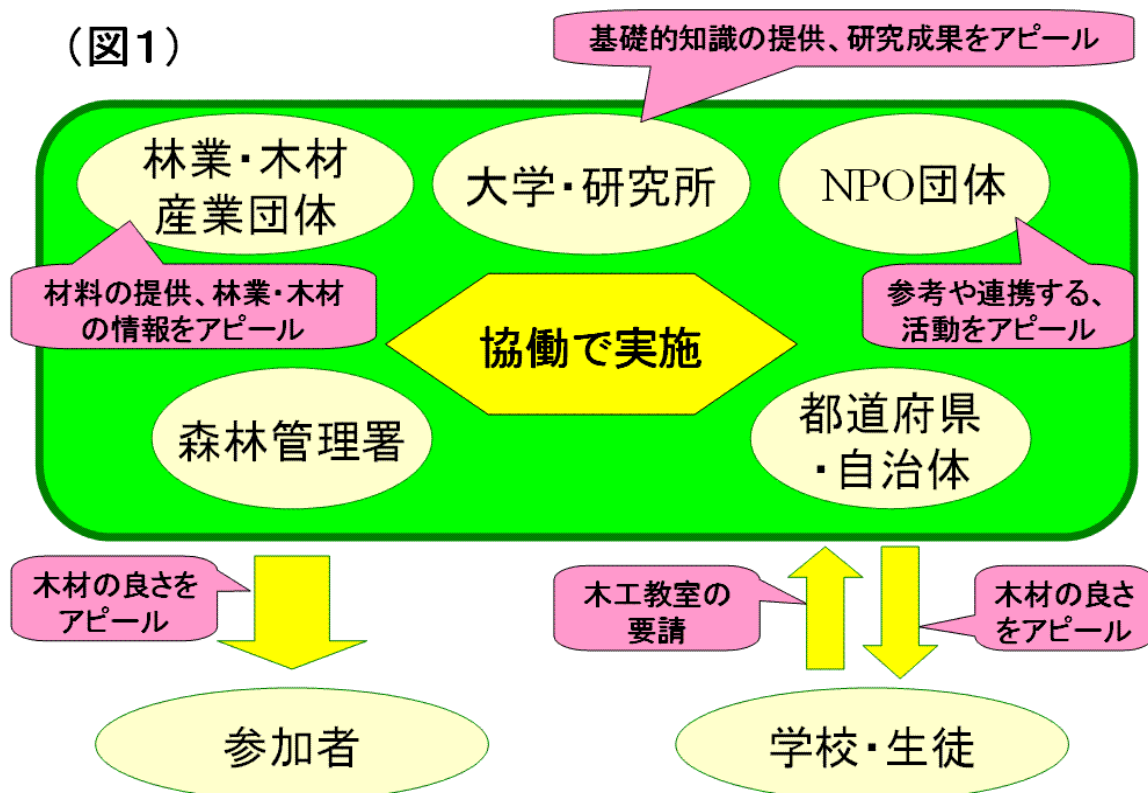 (図1)
基礎的知識の提供、研究成果をアピール
林業・木材
産業団体
大学・研究所
NPO団体
材料の提供、林業・木材
の情報をアピール
参考や連携する、
活動をアピール
協働で実施
森林管理署
都道府県
・自治体
木材の良さを
アピール
木工教室の
要請
木材の良さ
をアピール
参加者
学校・生徒